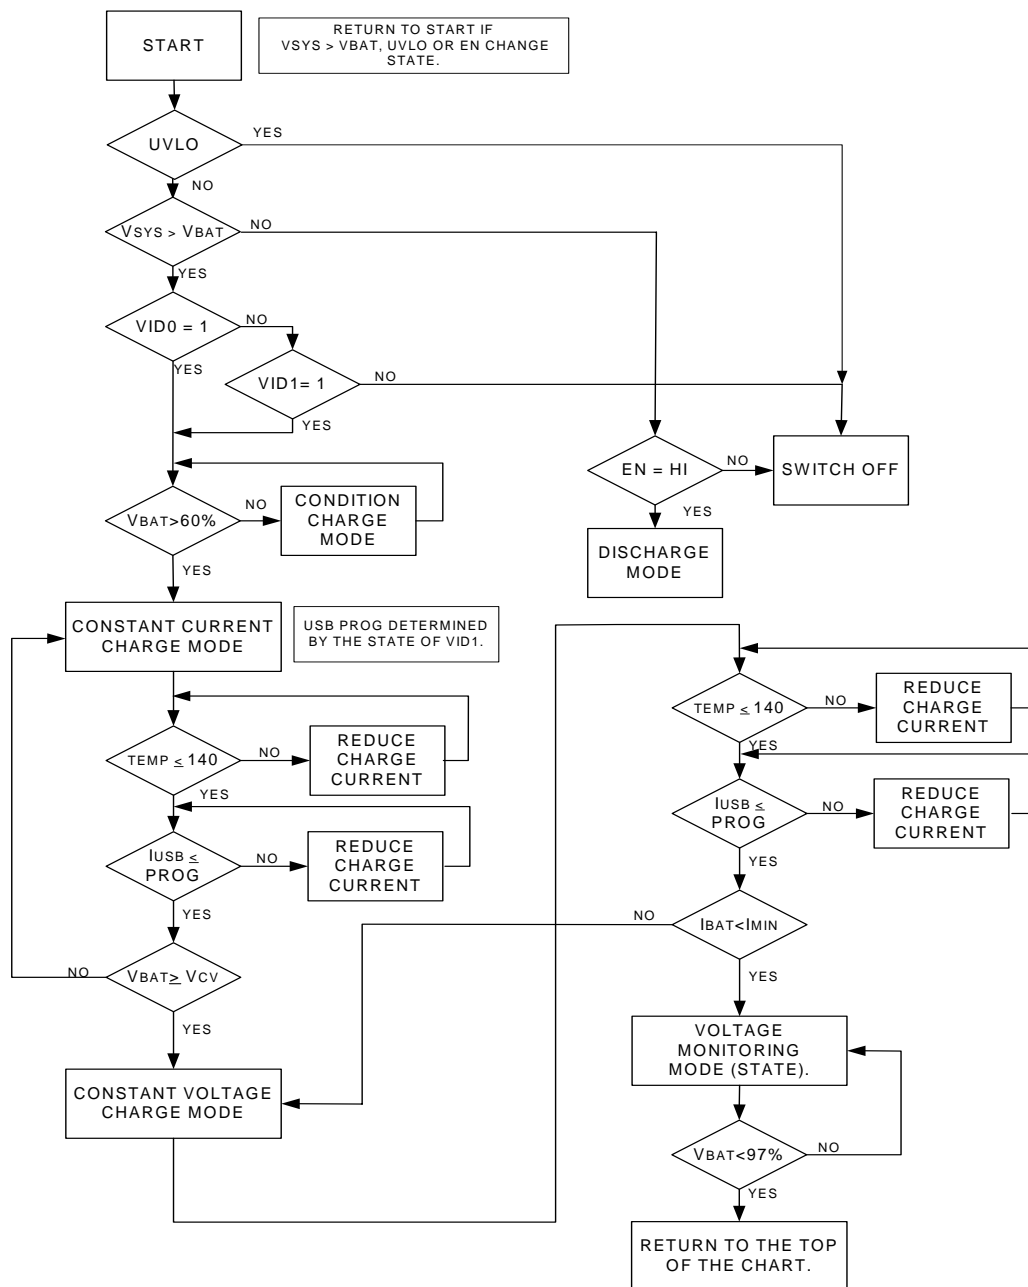 START
RETURN TO START IF
VSYS > VBAT, UVLO OR EN CHANGE
STATE.
UVLO
YES
NO
VSYS > VBAT
NO
YES
VID0 = 1
NO
YES
VID1= 1
NO
YES
EN = HI
NO
SWITCH OFF
YES
DISCHARGE
MODE
VBAT>60%
NO
CONDITION
CHARGE
MODE
YES
CONSTANT CURRENT
CHARGE MODE
USB PROG DETERMINED
BY THE STATE OF VID1.
TEMP ≤ 140
NO
REDUCE
CHARGE
CURRENT
YES
IUSB ≤
PROG
NO
REDUCE
CHARGE
CURRENT
YES
VBAT≥ VCV
NO
YES
CONSTANT VOLTAGE
CHARGE MODE
TEMP ≤ 140
NO
REDUCE
CHARGE
CURRENT
YES
IUSB ≤
PROG
NO
REDUCE
CHARGE
CURRENT
YES
IBAT<IMIN
NO
YES
VOLTAGE
MONITORING
MODE (STATE).
VBAT<97%
NO
YES
RETURN TO THE TOP
OF THE CHART.